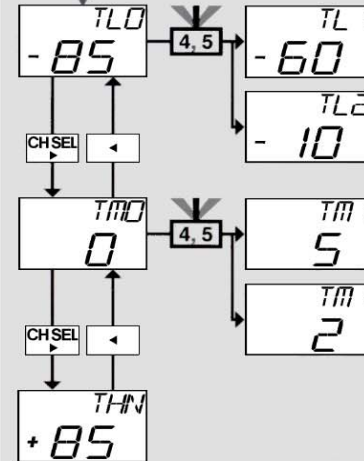 TLO
- 85
4, 5
TL
- 60
TL2
- 10
CH SEL
TMO
0
4, 5
TM
5
TM
2
CH SEL
THN
+ 85